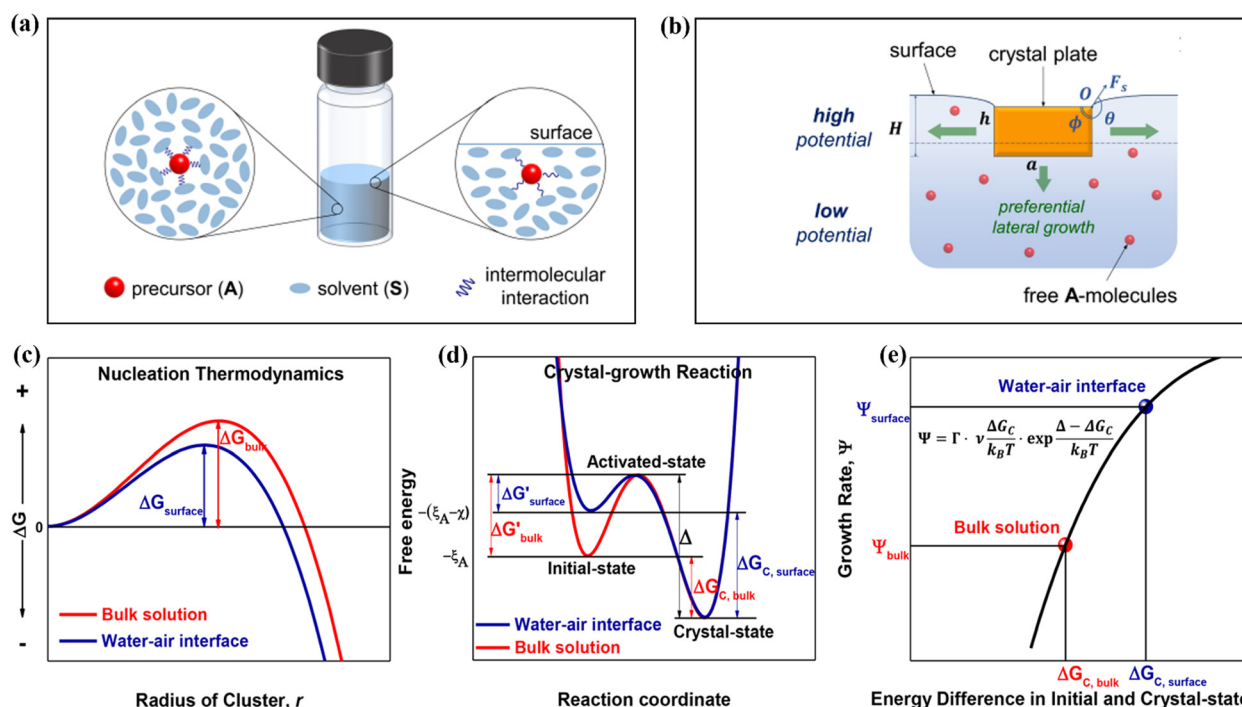 (a)
surface
precursor (A)
solvent (S)
intermolecular
interaction
(b)
surface
crystal plate
O
F_s
high
potential
H
h
ϕ
θ
a
low
potential
preferential
lateral growth
free A-molecules
(c)
Nucleation Thermodynamics
+
ΔG
-
0
ΔG_bulk
ΔG_surface
Bulk solution
Water-air interface
Radius of Cluster, r
(d)
Crystal-growth Reaction
Free energy
Activated-state
ΔG'_surface
−(ξ_A−χ)
ΔG'_bulk
Δ
−ξ_A
Initial-state
ΔG_C, bulk
ΔG_C, surface
Crystal-state
Water-air interface
Bulk solution
Reaction coordinate
(e)
Growth Rate, Ψ
Water-air interface
Ψ_surface
Ψ = Γ · ν ΔG_C/k_BT · exp Δ − ΔG_C/k_BT
Bulk solution
Ψ_bulk
ΔG_C, bulk
ΔG_C, surface
Energy Difference in Initial and Crystal-state